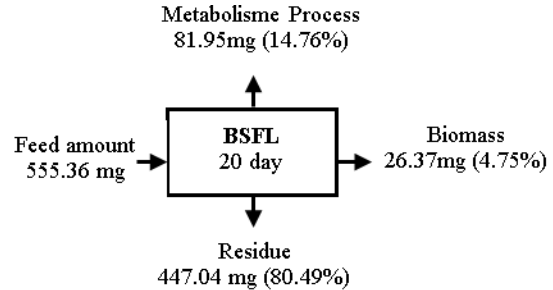 Metabolisme Process
81.95mg (14.76%)
Feed amount
555.36 mg
BSFL
20 day
Biomass
26.37mg (4.75%)
Residue
447.04 mg (80.49%)